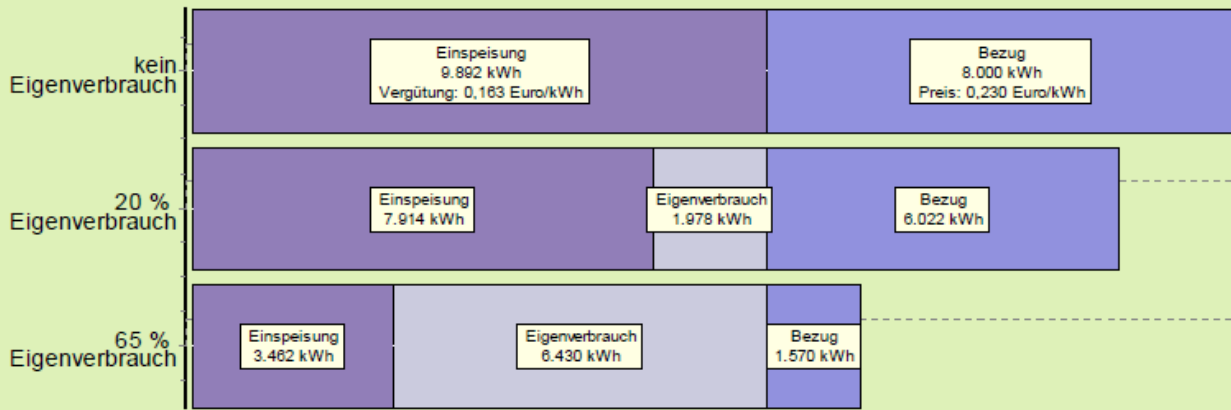 kein
Eigenverbrauch
Einspeisung
9.892 kWh
Vergütung: 0,163 Euro/kWh
Bezug
8.000 kWh
Preis: 0,230 Euro/kWh
20 %
Eigenverbrauch
Einspeisung
7.914 kWh
Eigenverbrauch
1.978 kWh
Bezug
6.022 kWh
65 %
Eigenverbrauch
Einspeisung
3.462 kWh
Eigenverbrauch
6.430 kWh
Bezug
1.570 kWh